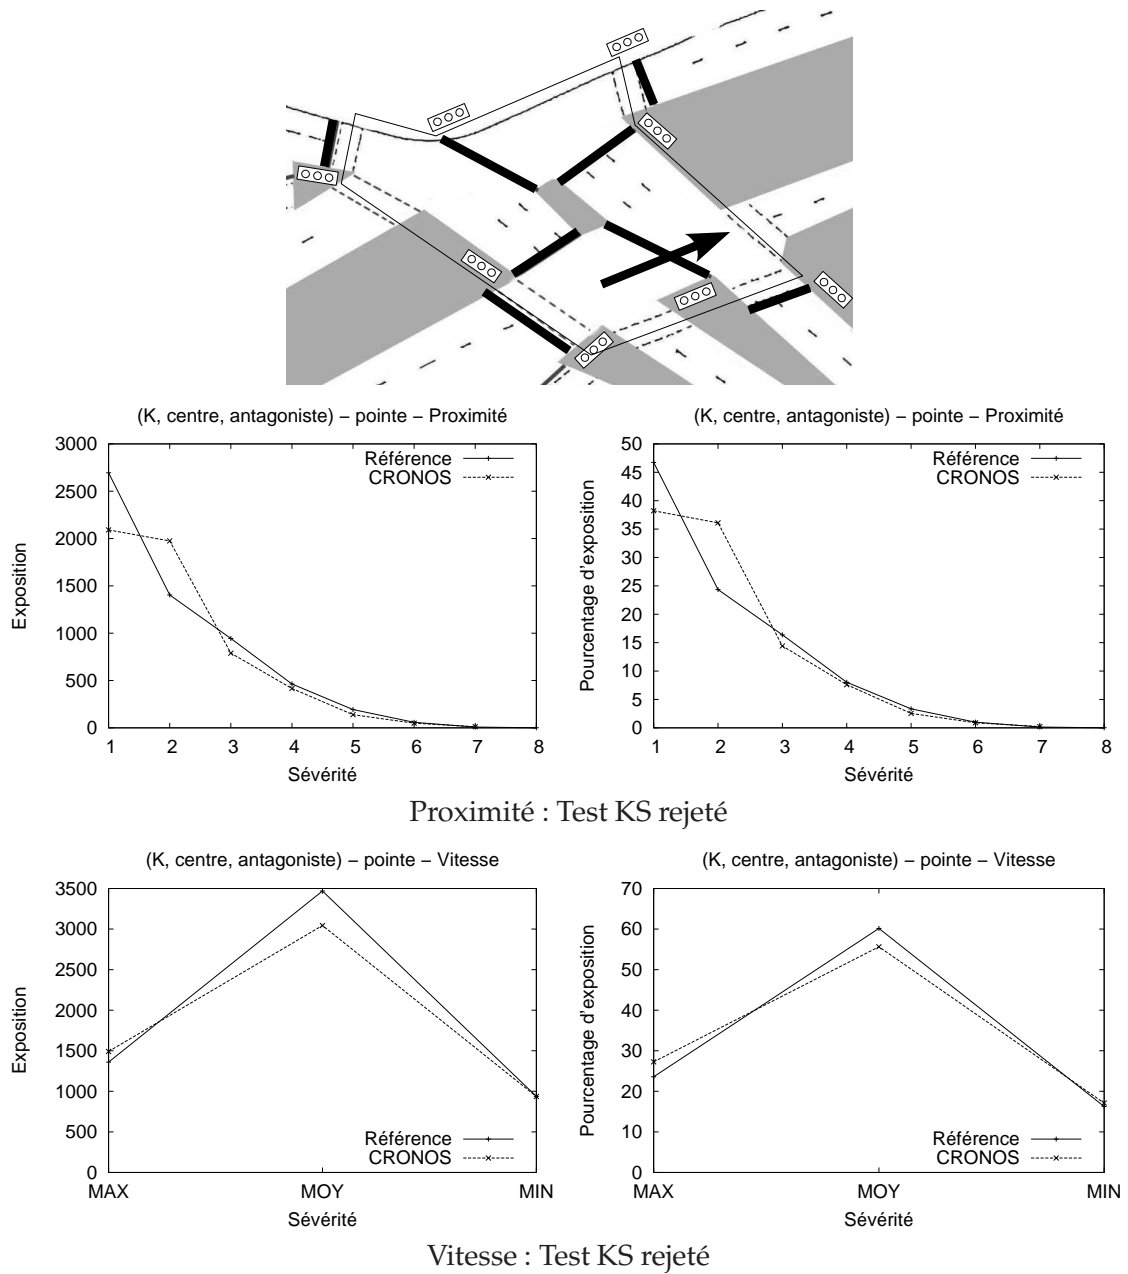 (K, centre, antagoniste) – pointe – Proximité
3000
2500
2000
1500
1000
500
0
Exposition
Référence
CRONOS
1 2 3 4 5 6 7 8
Sévérité
(K, centre, antagoniste) – pointe – Proximité
50
45
40
35
30
25
20
15
10
5
0
Pourcentage d'exposition
Référence
CRONOS
1 2 3 4 5 6 7 8
Sévérité
Proximité : Test KS rejeté
(K, centre, antagoniste) – pointe – Vitesse
3500
3000
2500
2000
1500
1000
500
0
Exposition
Référence
CRONOS
MAX MOY MIN
Sévérité
(K, centre, antagoniste) – pointe – Vitesse
70
60
50
40
30
20
10
0
Pourcentage d'exposition
Référence
CRONOS
MAX MOY MIN
Sévérité
Vitesse : Test KS rejeté